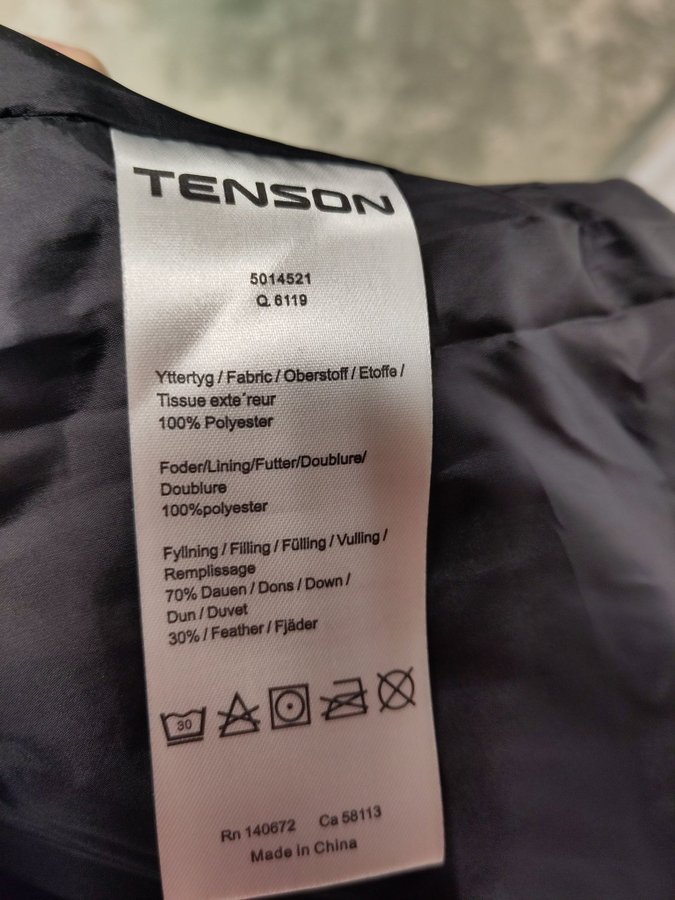 TENSON
5014521
Q 6119
Yttertyg / Fabric / Oberstoff / Etoffe /
Tissue exte´reur
100% Polyester
Foder/Lining/Futter/Doublure/
Doublure
100%polyester
Fyllning / Filling / Fülling / Vulling /
Remplissage
70% Dauen / Dons / Down /
Dun / Duvet
30% / Feather / Fjäder
30
Rn 140672 Ca 58113
Made in China